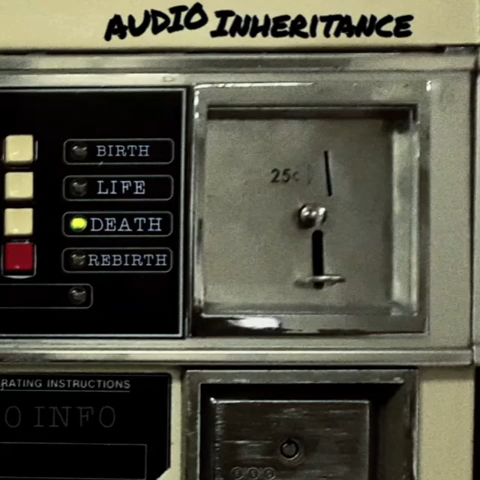 AUDIO INHERITANCE
BIRTH
LIFE
DEATH
REBIRTH
25¢
RATING INSTRUCTIONS
O INFO